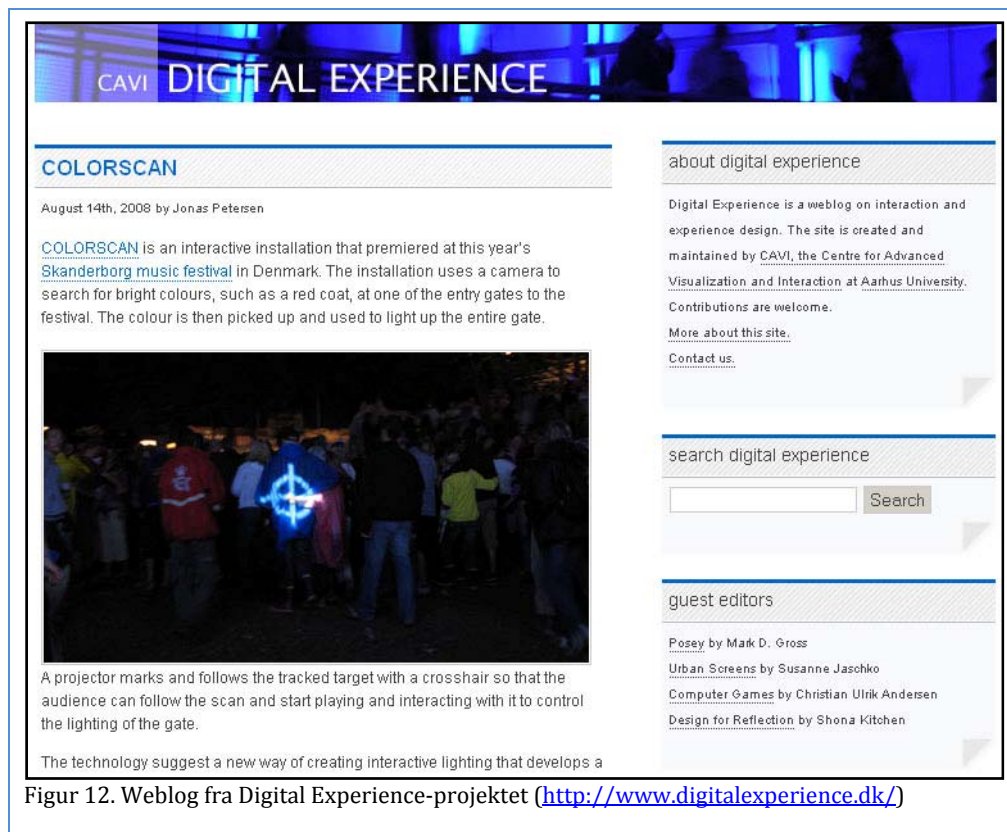 CAVI DIGITAL EXPERIENCE
COLORSCAN
August 14th, 2008 by Jonas Petersen
COLORSCAN is an interactive installation that premiered at this year's
Skanderborg music festival in Denmark. The installation uses a camera to
search for bright colours, such as a red coat, at one of the entry gates to the
festival. The colour is then picked up and used to light up the entire gate.
A projector marks and follows the tracked target with a crosshair so that the
audience can follow the scan and start playing and interacting with it to control
the lighting of the gate.
The technology suggest a new way of creating interactive lighting that develops a
about digital experience
Digital Experience is a weblog on interaction and
experience design. The site is created and
maintained by CAVI, the Centre for Advanced
Visualization and Interaction at Aarhus University.
Contributions are welcome.
More about this site.
Contact us.
search digital experience
Search
guest editors
Posey by Mark D. Gross
Urban Screens by Susanne Jaschko
Computer Games by Christian Ulrik Andersen
Design for Reflection by Shona Kitchen
Figur 12. Weblog fra Digital Experience-projektet (http://www.digitalexperience.dk/)